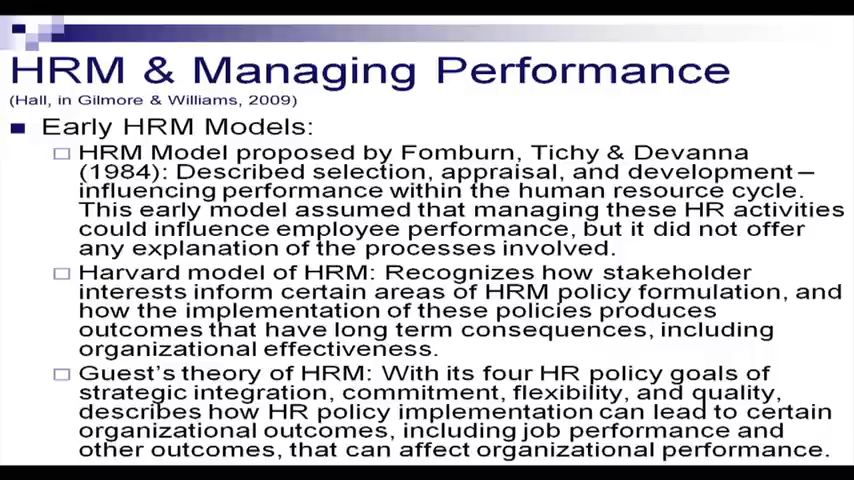 HRM & Managing Performance
(Hall, in Gilmore & Williams, 2009)
Early HRM Models:
HRM Model proposed by Fomburn, Tichy & Devanna
(1984): Described selection, appraisal, and development –
influencing performance within the human resource cycle.
This early model assumed that managing these HR activities
could influence employee performance, but it did not offer
any explanation of the processes involved.
Harvard model of HRM: Recognizes how stakeholder
interests inform certain areas of HRM policy formulation, and
how the implementation of these policies produces
outcomes that have long term consequences, including
organizational effectiveness.
Guest's theory of HRM: With its four HR policy goals of
strategic integration, commitment, flexibility, and quality,
describes how HR policy implementation can lead to certain
organizational outcomes, including job performance and
other outcomes, that can affect organizational performance.